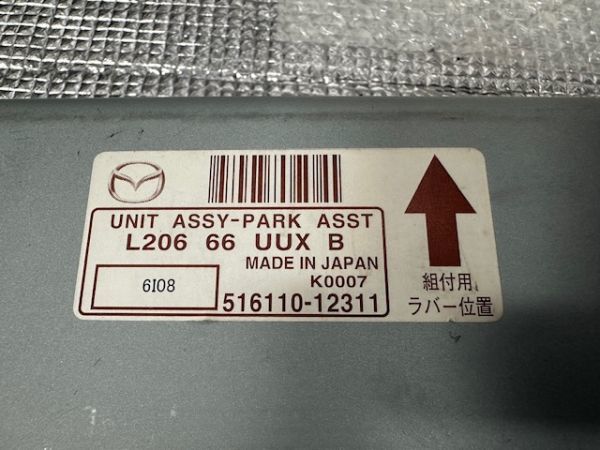 UNIT ASSY-PARK ASST
L206 66 UUX B
MADE IN JAPAN
K0007
6I08
516110-12311
組付用
ラバー位置